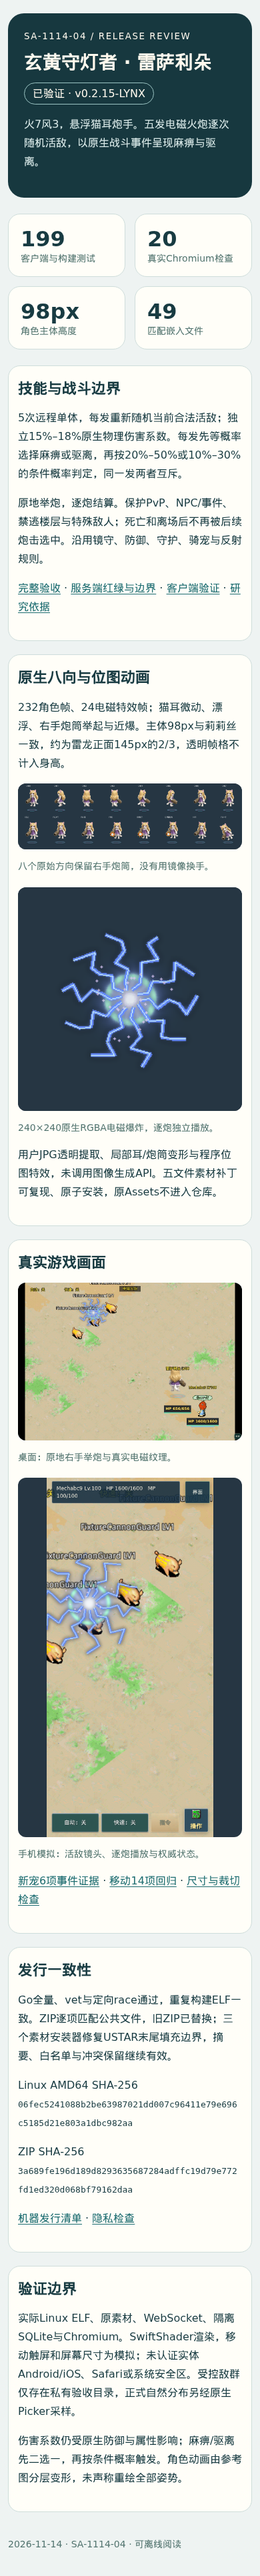 SA-1114-04 / RELEASE REVIEW
玄黄守灯者 · 雷萨利朵
已验证 · v0.2.15-LYNX
火7风3，悬浮猫耳炮手。五发电磁火炮逐次
随机活敌，以原生战斗事件呈现麻痹与驱
离。
199
客户端与构建测试
20
真实Chromium检查
98px
角色主体高度
49
匹配嵌入文件
技能与战斗边界
5次远程单体，每发重新随机当前合法活敌；独
立15%–18%原生物理伤害系数。每发先等概率
选择麻痹或驱离，再按20%–50%或10%–30%
的条件概率判定，同一发两者互斥。
原地举炮，逐炮结算。保护PvP、NPC/事件、
禁逃楼层与特殊敌人；死亡和离场后不再被后续
炮击选中。沿用镜守、防御、守护、骑宠与反射
规则。
完整验收 · 服务端红绿与边界 · 客户端验证 · 研
究依据
原生八向与位图动画
232角色帧、24电磁特效帧；猫耳微动、漂
浮、右手炮筒举起与近爆。主体98px与莉莉丝
一致，约为雷龙正面145px的2/3，透明帧格不
计入身高。
八个原始方向保留右手炮筒，没有用镜像换手。
240×240原生RGBA电磁爆炸，逐炮独立播放。
用户JPG透明提取、局部耳/炮筒变形与程序位
图特效，未调用图像生成API。五文件素材补丁
可复现、原子安装，原Assets不进入仓库。
真实游戏画面
桌面：原地右手举炮与真实电磁纹理。
Mechabc9 Lv.100 HP 1600/1600 MP
100/100
界面
FixtureCannonGuard LV1
操作
手机模拟：活敌镜头、逐炮播放与权威状态。
新宠6项事件证据 · 移动14项回归 · 尺寸与裁切
检查
发行一致性
Go全量、vet与定向race通过，重复构建ELF一
致。ZIP逐项匹配公共文件，旧ZIP已替换；三
个素材安装器修复USTAR末尾填充边界，摘
要、白名单与冲突保留继续有效。
Linux AMD64 SHA-256
06fec5241088b2be63987021dd007c96411e79e696
c5185d21e803a1dbc982aa
ZIP SHA-256
3a689fe196d189d8293635687284adffc19d79e772
fd1ed320d068bf79162daa
机器发行清单 · 隐私检查
验证边界
实际Linux ELF、原素材、WebSocket、隔离
SQLite与Chromium。SwiftShader渲染，移
动触屏和屏幕尺寸为模拟；未认证实体
Android/iOS、Safari或系统安全区。受控敌群
仅存在私有验收目录，正式自然分布另经原生
Picker采样。
伤害系数仍受原生防御与属性影响；麻痹/驱离
先二选一，再按条件概率触发。角色动画由参考
图分层变形，未声称重绘全部姿势。
2026-11-14 · SA-1114-04 · 可离线阅读